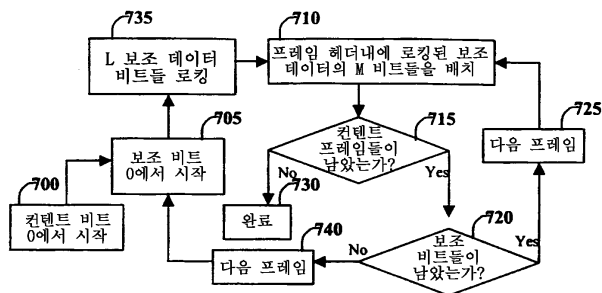 735
L 보조 데이터
비트들 로킹
710
프레임 헤더내에 로킹된 보조
데이터의 M 비트들을 배치
705
보조 비트
0에서 시작
715
컨텐트
프레임들이
남았는가?
725
다음 프레임
700
컨텐트 비트
0에서 시작
No
730
완료
Yes
740
다음 프레임
No
720
보조
비트들이
남았는가?
Yes